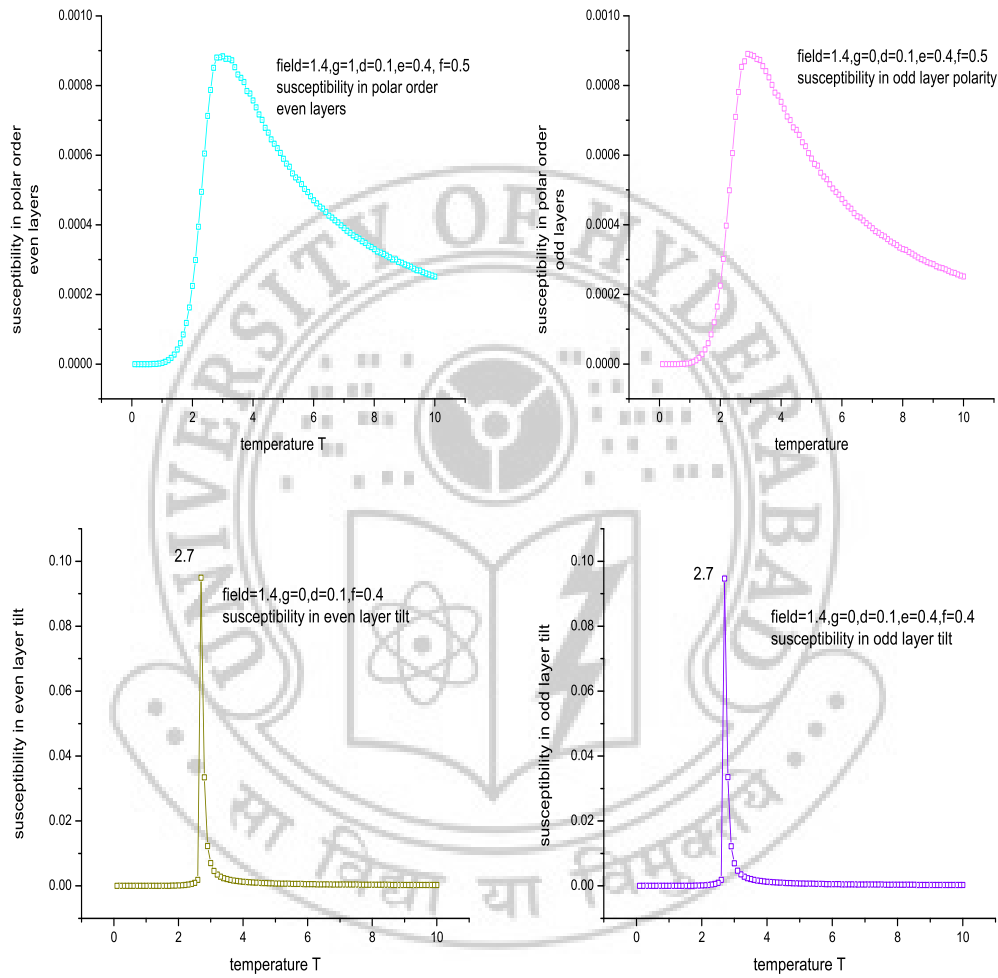 0.0010
0.0008
0.0006
0.0004
0.0002
0.0000
susceptibility in polar order
even layers
field=1.4,g=1,d=0.1,e=0.4, f=0.5
susceptibility in polar order
even layers
0 2 4 6 8 10
temperature T
0.0010
0.0008
0.0006
0.0004
0.0002
0.0000
susceptibility in polar order
odd layers
field=1.4,g=0,d=0.1,e=0.4,f=0.5
susceptibility in odd layer polarity
0 2 4 6 8 10
temperature
0.10
0.08
0.06
0.04
0.02
0.00
susceptibility in even layer tilt
2.7
field=1.4,g=0,d=0.1,f=0.4
susceptibility in even layer tilt
0 2 4 6 8 10
temperature T
0.10
0.08
0.06
0.04
0.02
0.00
susceptibility in odd layer tilt
2.7
field=1.4,g=0,d=0.1,e=0.4,f=0.4
susceptibility in odd layer tilt
0 2 4 6 8 10
temperature T
UNIVERSITY OF HYDERABAD
सा विद्या या विमुक्तये